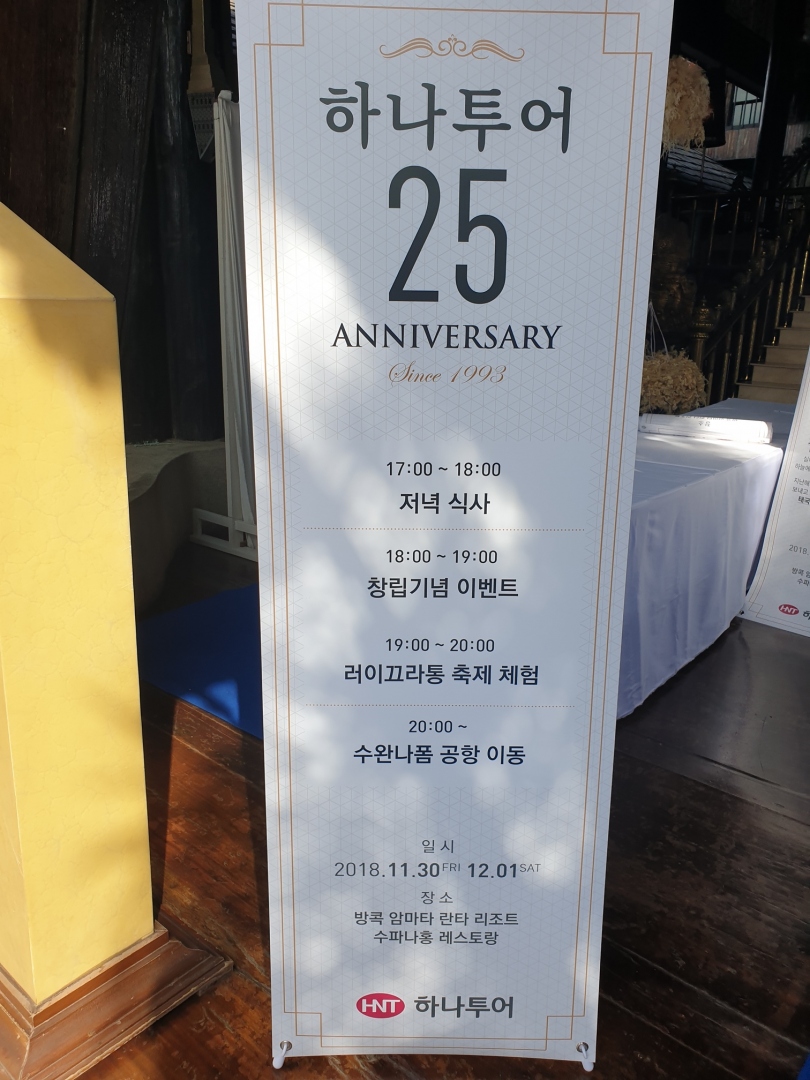 하나투어
25
ANNIVERSARY
Since 1993
17:00 ~ 18:00
저녁 식사
18:00 ~ 19:00
창립기념 이벤트
19:00 ~ 20:00
러이끄라통 축제 체험
20:00 ~
수완나폼 공항 이동
일 시
2018.11.30 FRI 12.01 SAT
장 소
방콕 암마타 란타 리조트
수파나홍 레스토랑
HNT 하나투어
2018.
HNT